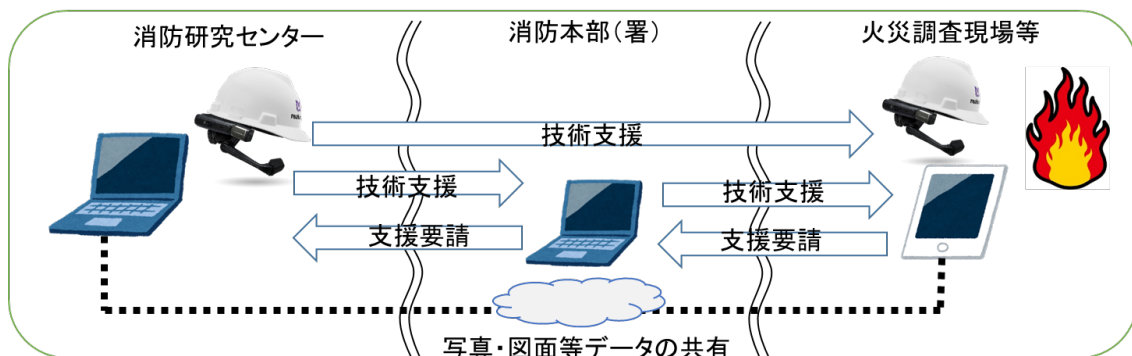 消防研究センター
消防本部(署)
火災調査現場等
技術支援
技術支援
技術支援
支援要請
支援要請
写真・図面等データの共有